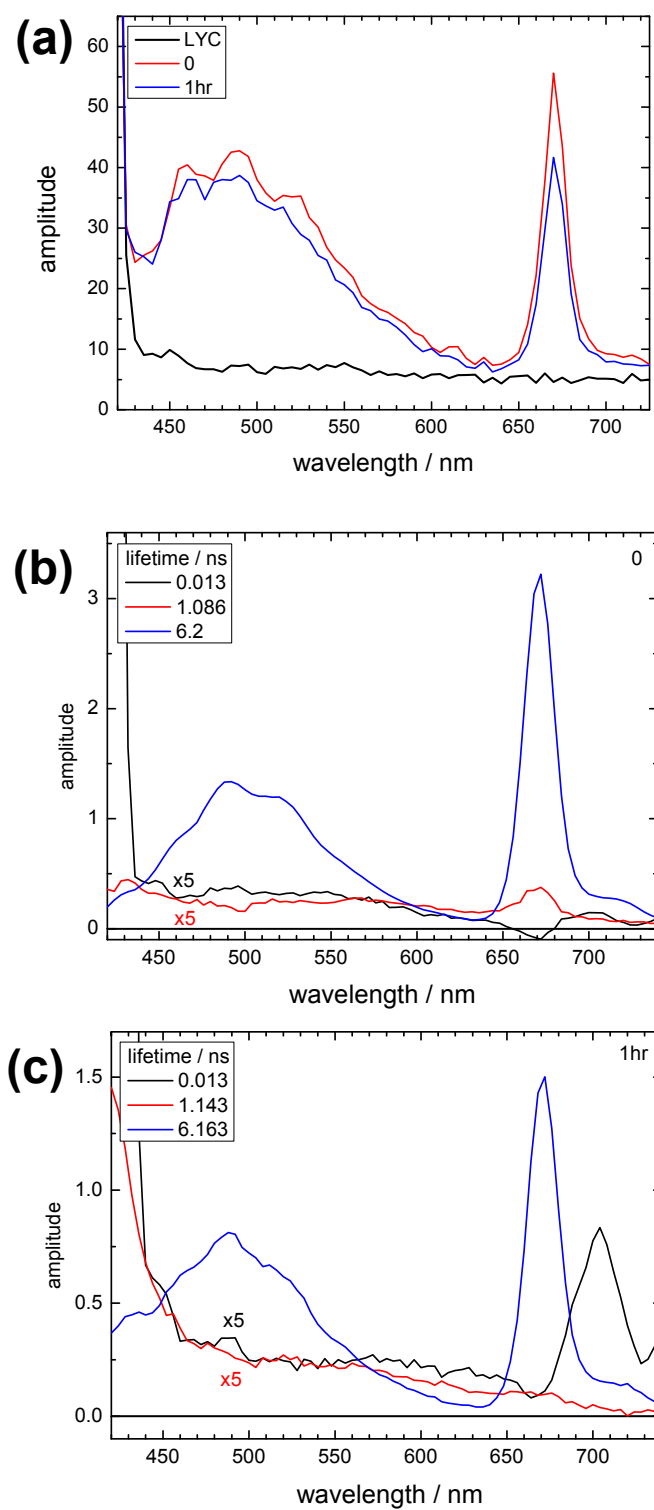 (a)
LYC
0
1hr
60
50
40
30
20
10
0
amplitude
450 500 550 600 650 700
wavelength / nm
(b)
lifetime / ns
0.013
1.086
6.2
0
3
2
1
0
amplitude
x5
x5
450 500 550 600 650 700
wavelength / nm
(c)
lifetime / ns
0.013
1.143
6.163
1hr
1.5
1.0
0.5
0.0
amplitude
x5
x5
450 500 550 600 650 700
wavelength / nm